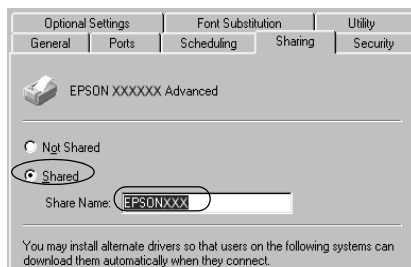 Optional Settings Font Substitution Utility
General Ports Scheduling Sharing Security
EPSON XXXXXX Advanced
Not Shared
Shared
Share Name: EPSONXXX
You may install alternate drivers so that users on the following systems can
download them automatically when they connect.